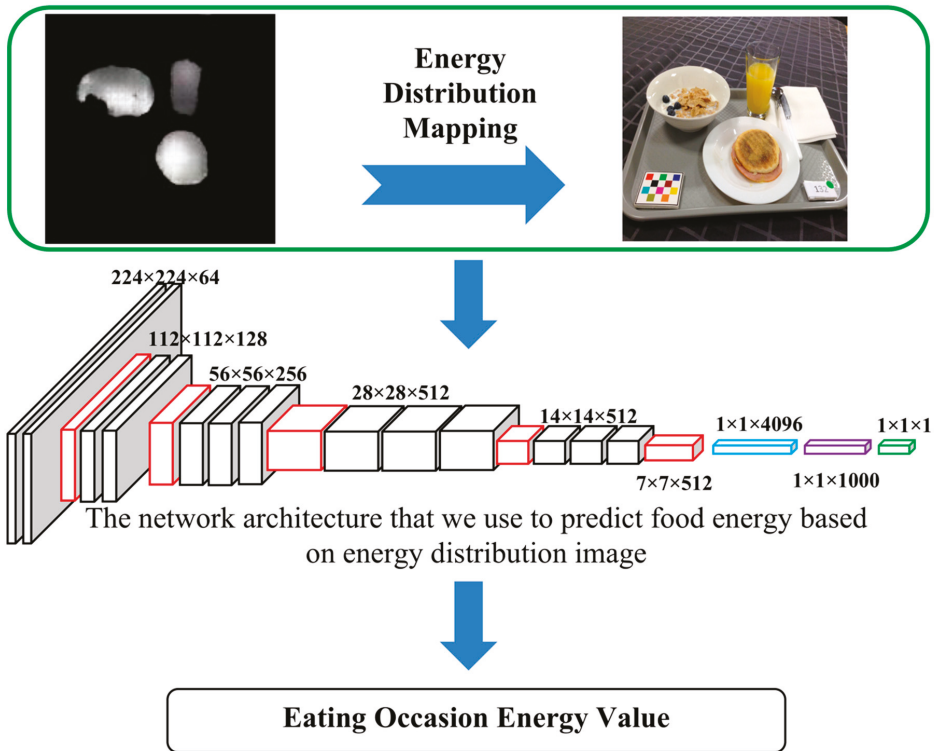 Energy
Distribution
Mapping
132
224×224×64
112×112×128
56×56×256
28×28×512
14×14×512
1×1×4096
1×1×1
7×7×512
1×1×1000
The network architecture that we use to predict food energy based
on energy distribution image
Eating Occasion Energy Value